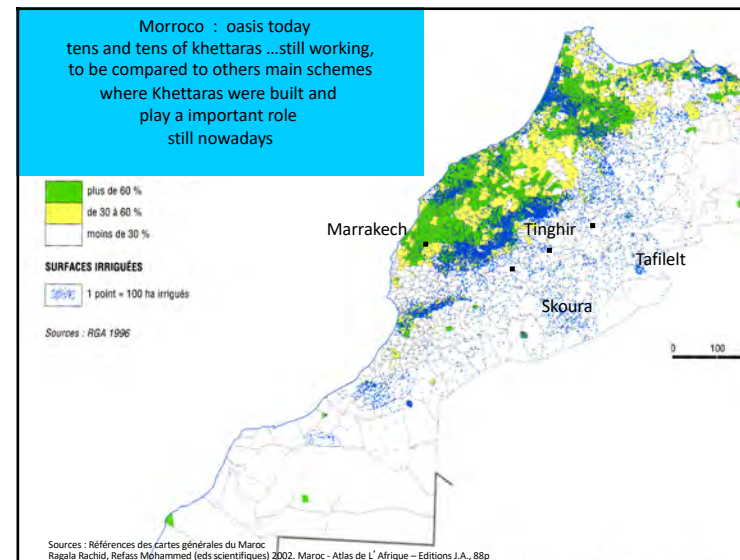 Morroco : oasis today
tens and tens of khettaras ...still working,
to be compared to others main schemes
where Khettaras were built and
play a important role
still nowadays
plus de 60 %
de 30 à 60 %
moins de 30 %
SURFACES IRRIGUÉES
1 point = 100 ha irrigués
Sources : RGA 1996
Marrakech
Tinghir
Tafilelt
Skoura
0 100
Sources : Références des cartes générales du Maroc
Ragala Rachid, Refass Mohammed (eds scientifiques) 2002. Maroc - Atlas de L' Afrique – Editions J.A., 88p